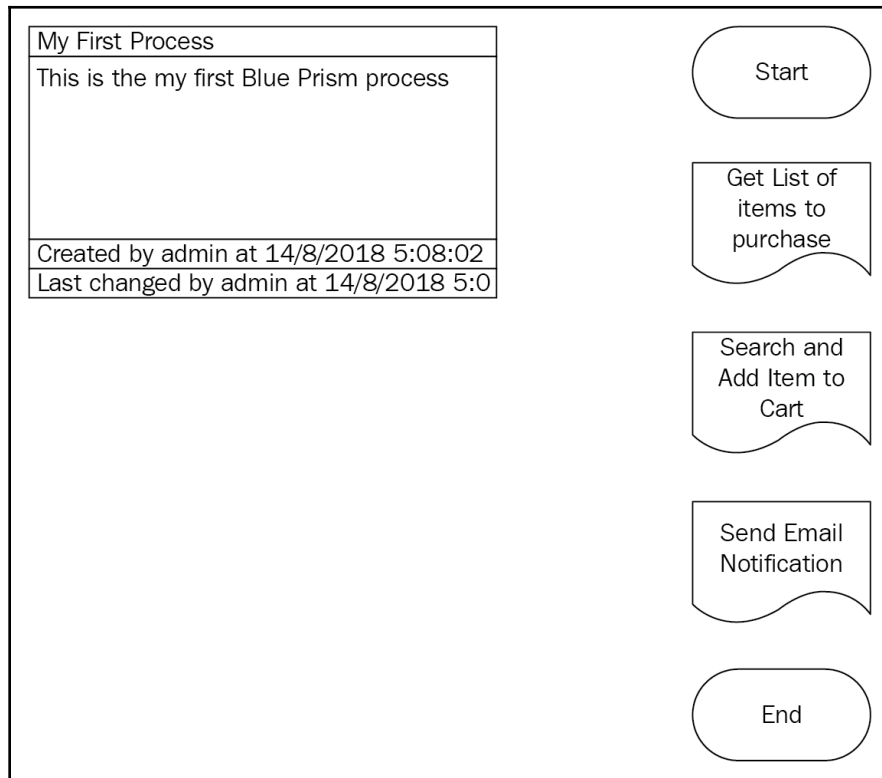 My First Process
This is the my first Blue Prism process
Created by admin at 14/8/2018 5:08:02
Last changed by admin at 14/8/2018 5:0
Start
Get List of
items to
purchase
Search and
Add Item to
Cart
Send Email
Notification
End